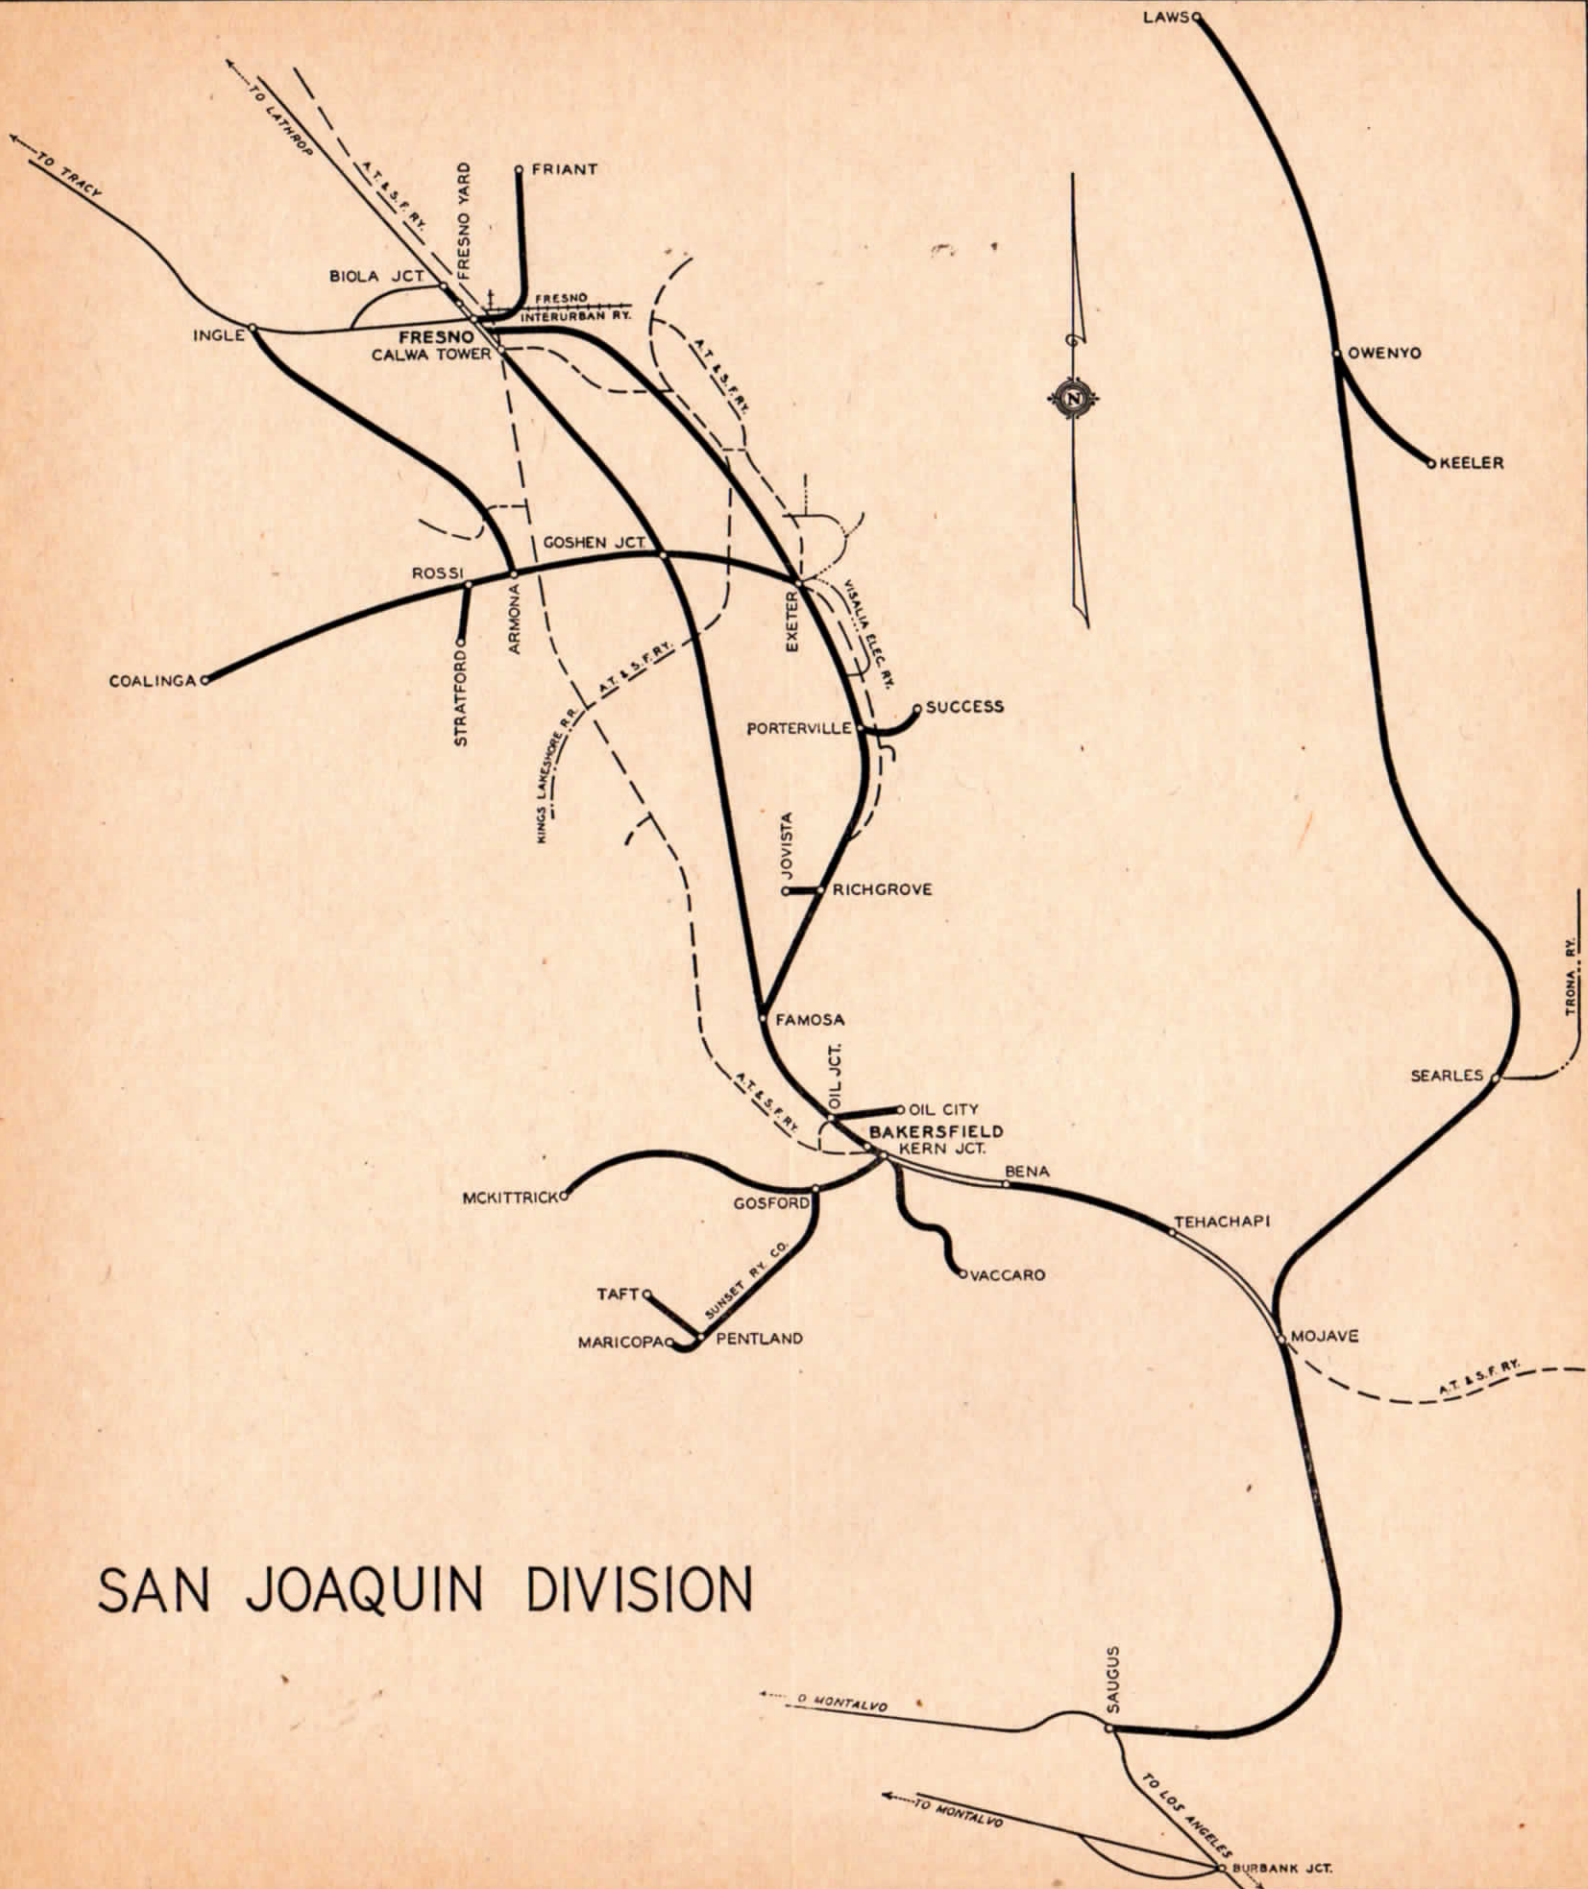 LAWS
TO LATHROP
TO TRACY
A.T. & S.F. RY.
FRESNO YARD
FRIANT
BIOLA JCT.
FRESNO
INTERURBAN RY.
INGLE
FRESNO
CALWA TOWER
A.T. & S.F. RY.
OWENYO
N
KEELER
GOSHEN JCT.
ROSSI
ARMONA
EXETER
VISALIA ELEC. RY.
COALINGA
STRATFORD
A.T. & S.F. RY.
KINGS LAKESHORE R.R.
SUCCESS
PORTERVILLE
JOVISTA
RICHGROVE
TRONA RY.
FAMOSA
OIL JCT.
SEARLES
A.T. & S.F. RY.
OIL CITY
BAKERSFIELD
KERN JCT.
BENA
MCKITTRICK
GOSFORD
TEHACHAPI
SUNSET RY. CO.
VACCARO
TAFT
MARICOPA
PENTLAND
MOJAVE
A.T. & S.F. RY.
SAN JOAQUIN DIVISION
SAUGUS
O MONTALVO
TO LOS ANGELES
TO MONTALVO
BURBANK JCT.